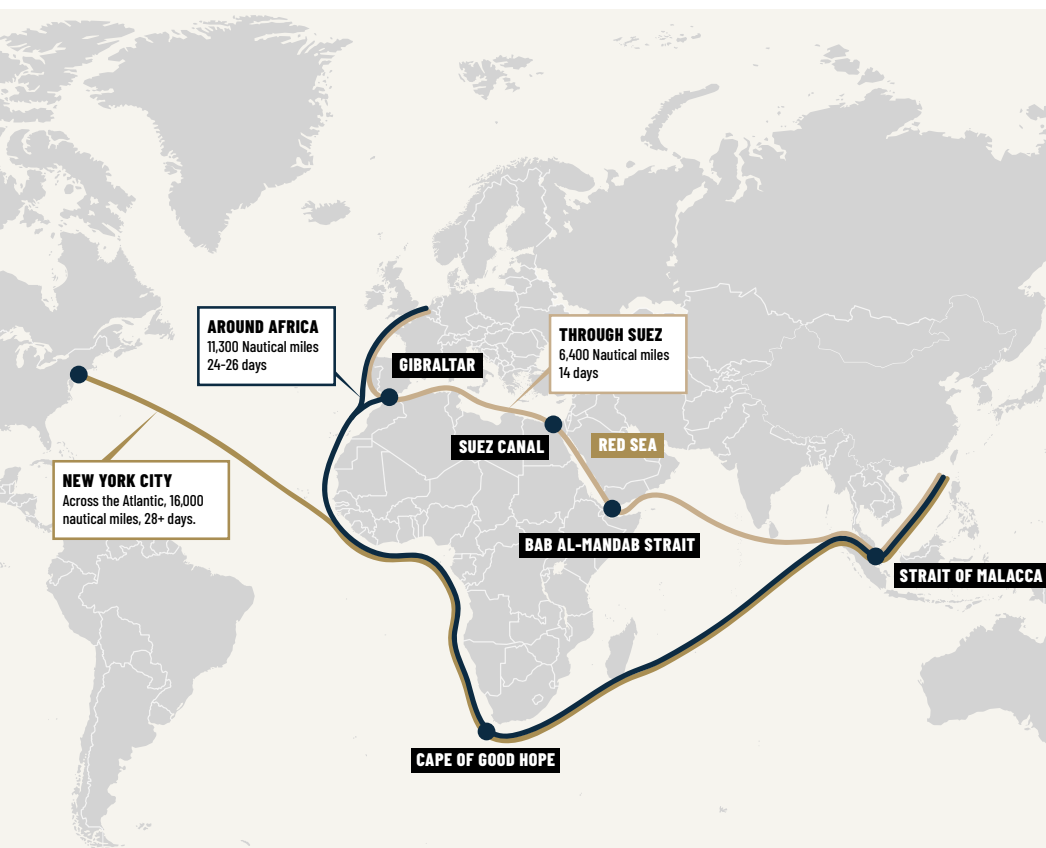 AROUND AFRICA
11,300 Nautical miles
24-26 days
THROUGH SUEZ
6,400 Nautical miles
14 days
GIBRALTAR
SUEZ CANAL
RED SEA
NEW YORK CITY
Across the Atlantic, 16,000
nautical miles, 28+ days.
BAB AL-MANDAB STRAIT
STRAIT OF MALACCA
CAPE OF GOOD HOPE